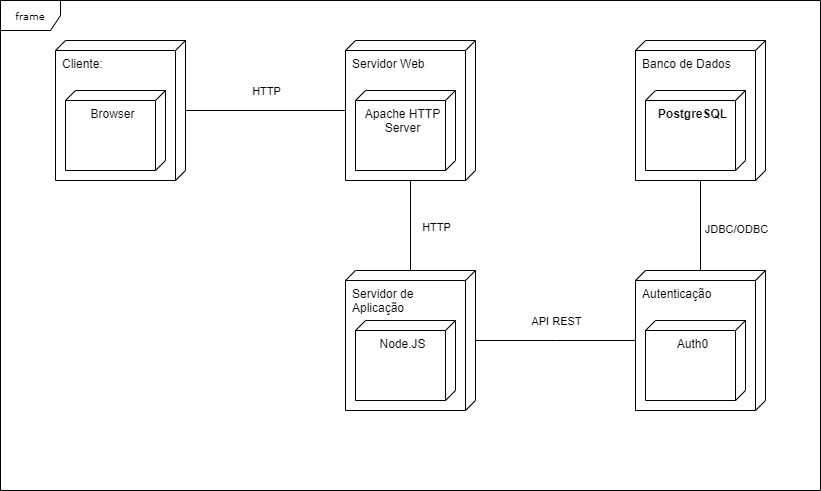 frame
Cliente:
Browser
HTTP
Servidor Web
Apache HTTP
Server
Banco de Dados
PostgreSQL
HTTP
JDBC/ODBC
Servidor de
Aplicação
Node.JS
API REST
Autenticação
Auth0